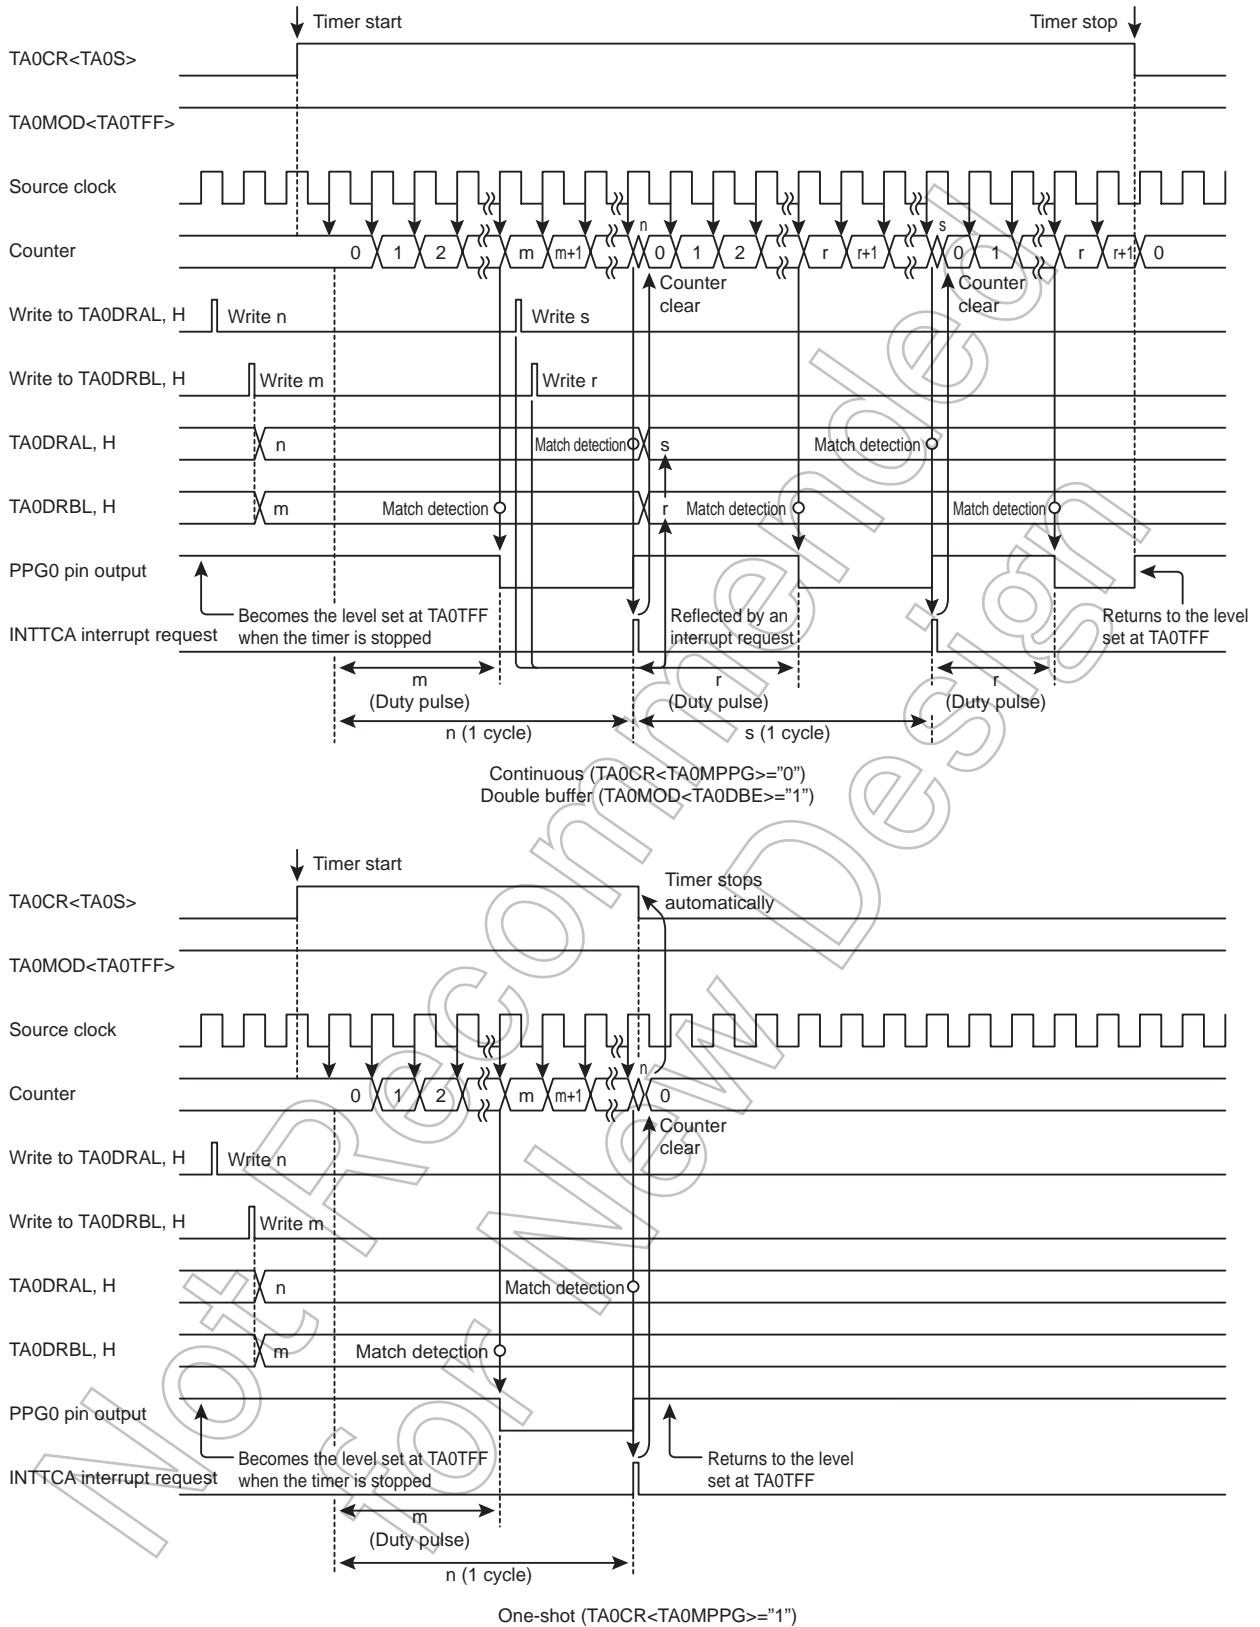 Timer start
Timer stop
TA0CR<TA0S>
TA0MOD<TA0TFF>
Source clock
n
s
Counter
0 1 2 m m+1 0 1 2 r r+1 0 1 r r+1 0
Counter
clear
Counter
clear
Write to TA0DRAL, H
Write n
Write s
Write to TA0DRBL, H
Write m
Write r
TA0DRAL, H
n
Match detection
s
Match detection
TA0DRBL, H
m
Match detection
r
Match detection
Match detection
PPG0 pin output
Becomes the level set at TA0TFF
when the timer is stopped
Reflected by an
interrupt request
Returns to the level
set at TA0TFF
INTTCA interrupt request
m
(Duty pulse)
r
(Duty pulse)
r
(Duty pulse)
n (1 cycle)
s (1 cycle)
Continuous (TA0CR<TA0MPPG>=”0”)
Double buffer (TA0MOD<TA0DBE>=”1”)
Timer start
Timer stops
automatically
TA0CR<TA0S>
TA0MOD<TA0TFF>
Source clock
n
Counter
0 1 2 m m+1 0
Counter
clear
Write to TA0DRAL, H
Write n
Write to TA0DRBL, H
Write m
TA0DRAL, H
n
Match detection
TA0DRBL, H
m
Match detection
PPG0 pin output
Becomes the level set at TA0TFF
when the timer is stopped
Returns to the level
set at TA0TFF
INTTCA interrupt request
m
(Duty pulse)
n (1 cycle)
One-shot (TA0CR<TA0MPPG>=”1”)
Not Recommended
for New Design